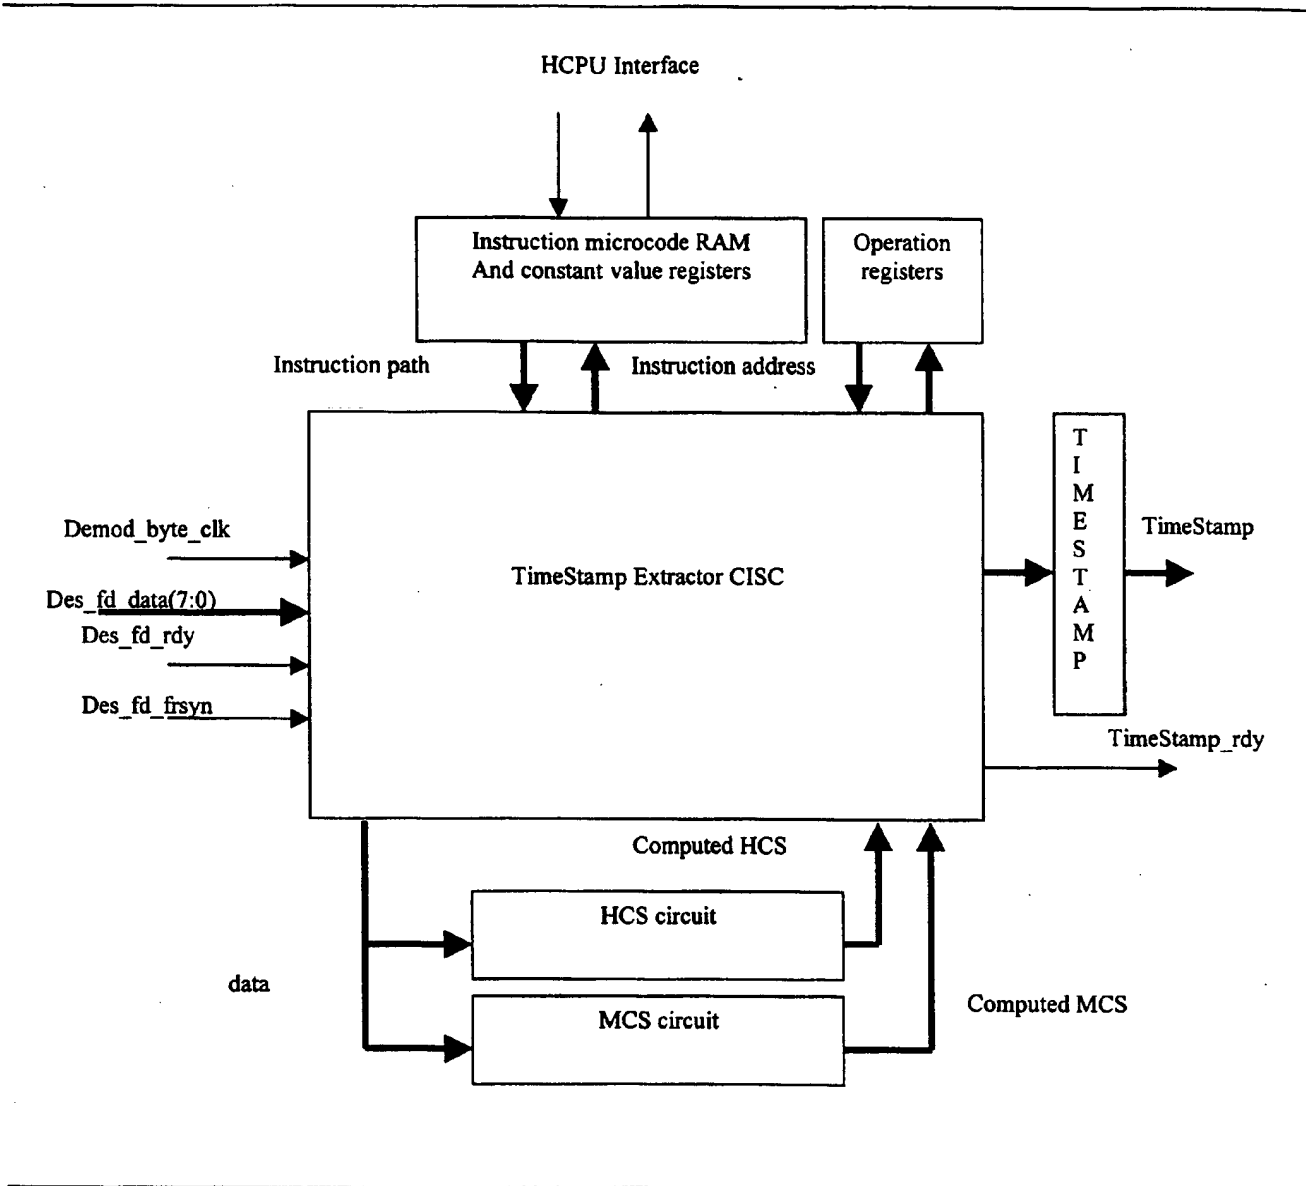 HCPU Interface
Instruction microcode RAM
And constant value registers
Operation
registers
Instruction path
Instruction address
Demod_byte_clk
Des_fd_data(7:0)
Des_fd_rdy
Des_fd_frsyn
TimeStamp Extractor CISC
T
I
M
E
S
T
A
M
P
TimeStamp
TimeStamp_rdy
Computed HCS
HCS circuit
data
MCS circuit
Computed MCS